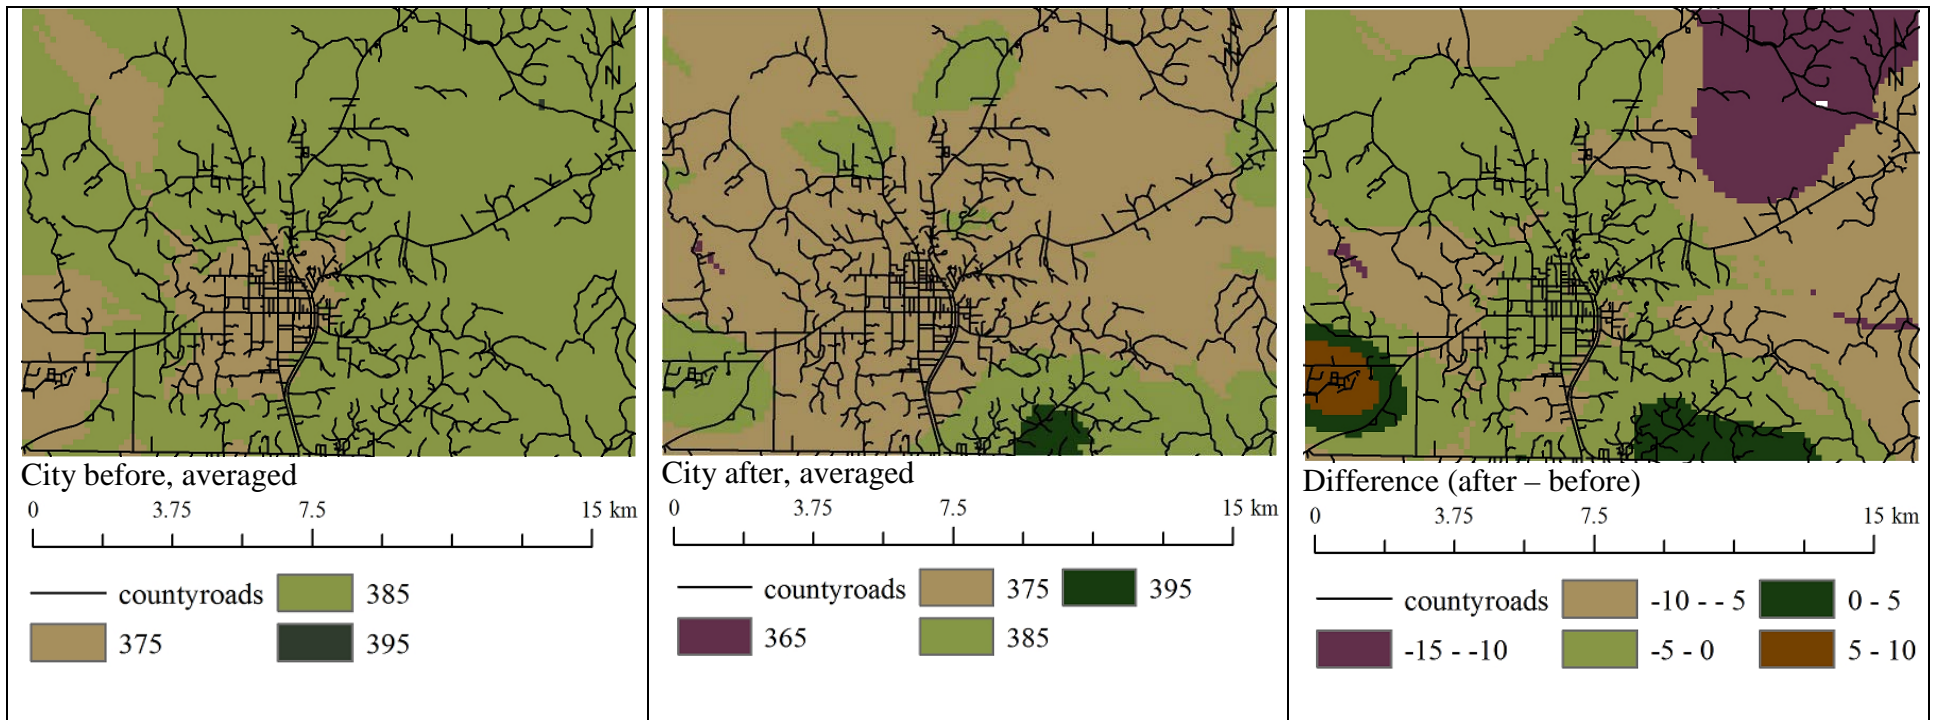 N
City before, averaged
0 3.75 7.5 15 km
countyroads 385
375 395
N
City after, averaged
0 3.75 7.5 15 km
countyroads 375 395
365 385
N
Difference (after – before)
0 3.75 7.5 15 km
countyroads -10 - - 5 0 - 5
-15 - -10 -5 - 0 5 - 10